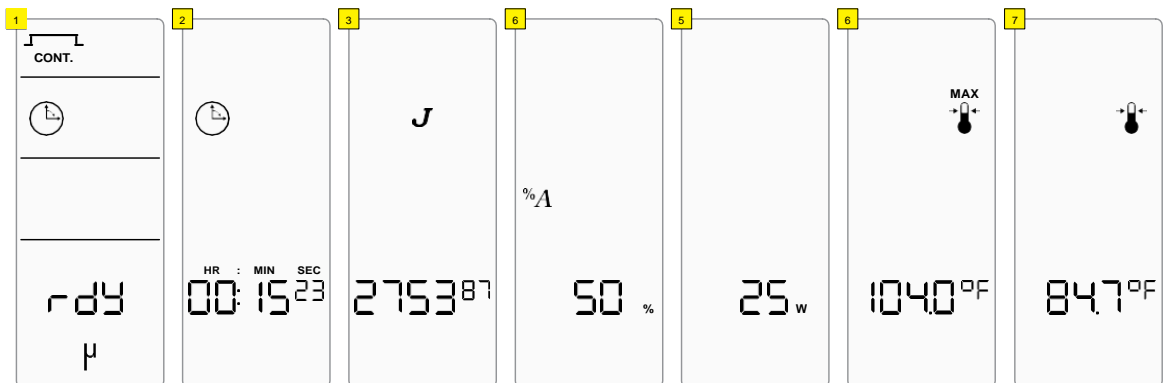 1
CONT.
rdy
µ
2
HR : MIN SEC
00:15 23
3
J
2753 87
6
%A
50 %
5
25 W
6
MAX
104.0 °F
7
84.7 °F